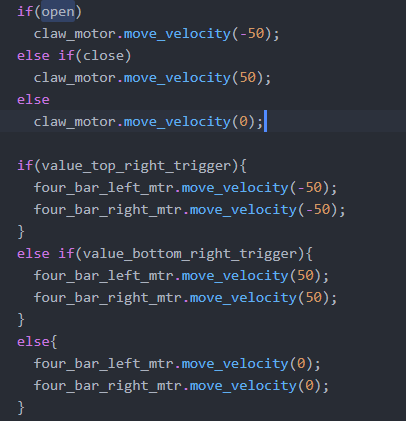 if(open)
claw_motor.move_velocity(-50);
else if(close)
claw_motor.move_velocity(50);
else
claw_motor.move_velocity(0);
if(value_top_right_trigger){
four_bar_left_mtr.move_velocity(-50);
four_bar_right_mtr.move_velocity(-50);
}
else if(value_bottom_right_trigger){
four_bar_left_mtr.move_velocity(50);
four_bar_right_mtr.move_velocity(50);
}
else{
four_bar_left_mtr.move_velocity(0);
four_bar_right_mtr.move_velocity(0);
}